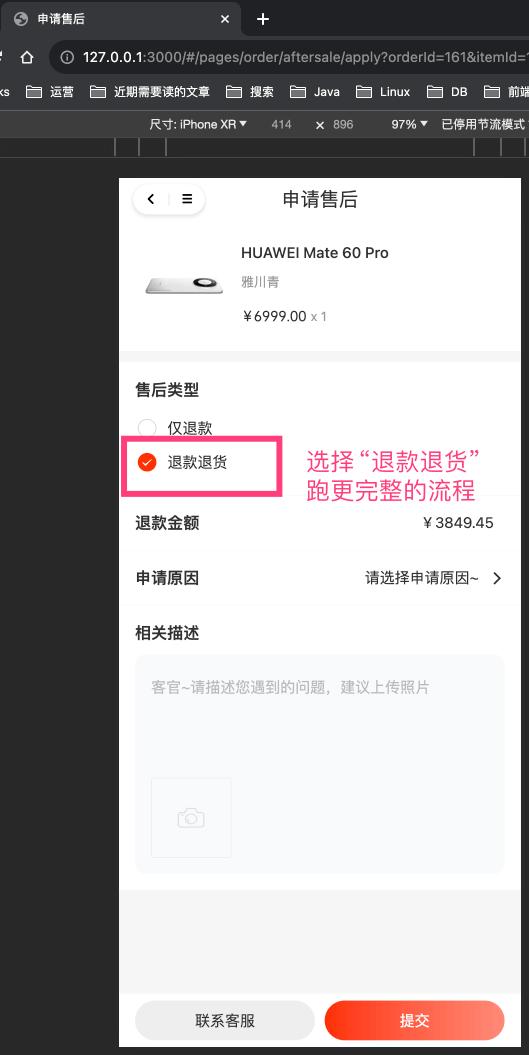 申请售后
127.0.0.1:3000/#/pages/order/aftersale/apply?orderId=161&itemId=
ks 运营 近期需要读的文章 搜索 Java Linux DB 前端
尺寸: iPhone XR 414 × 896 97% 已停用节流模式
申请售后
HUAWEI Mate 60 Pro
雅川青
¥6999.00 x 1
售后类型
仅退款
退款退货
选择 “退款退货”
跑更完整的流程
退款金额 ¥3849.45
申请原因 请选择申请原因~
相关描述
客官~请描述您遇到的问题，建议上传照片
联系客服 提交